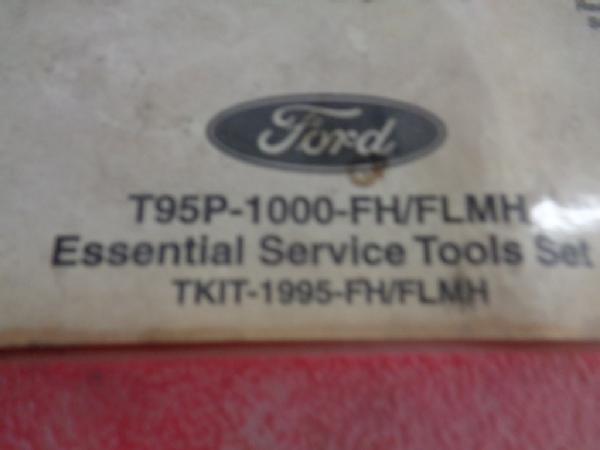 Ford
T95P-1000-FH/FLMH
Essential Service Tools Set
TKIT-1995-FH/FLMH